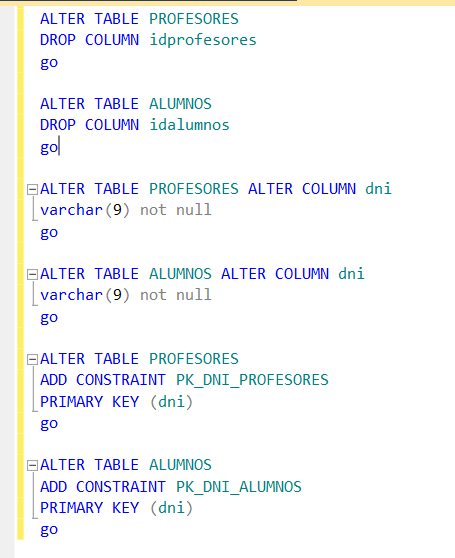 ALTER TABLE PROFESORES
DROP COLUMN idprofesores
go
ALTER TABLE ALUMNOS
DROP COLUMN idalumnos
go
ALTER TABLE PROFESORES ALTER COLUMN dni
varchar(9) not null
go
ALTER TABLE ALUMNOS ALTER COLUMN dni
varchar(9) not null
go
ALTER TABLE PROFESORES
ADD CONSTRAINT PK_DNI_PROFESORES
PRIMARY KEY (dni)
go
ALTER TABLE ALUMNOS
ADD CONSTRAINT PK_DNI_ALUMNOS
PRIMARY KEY (dni)
go